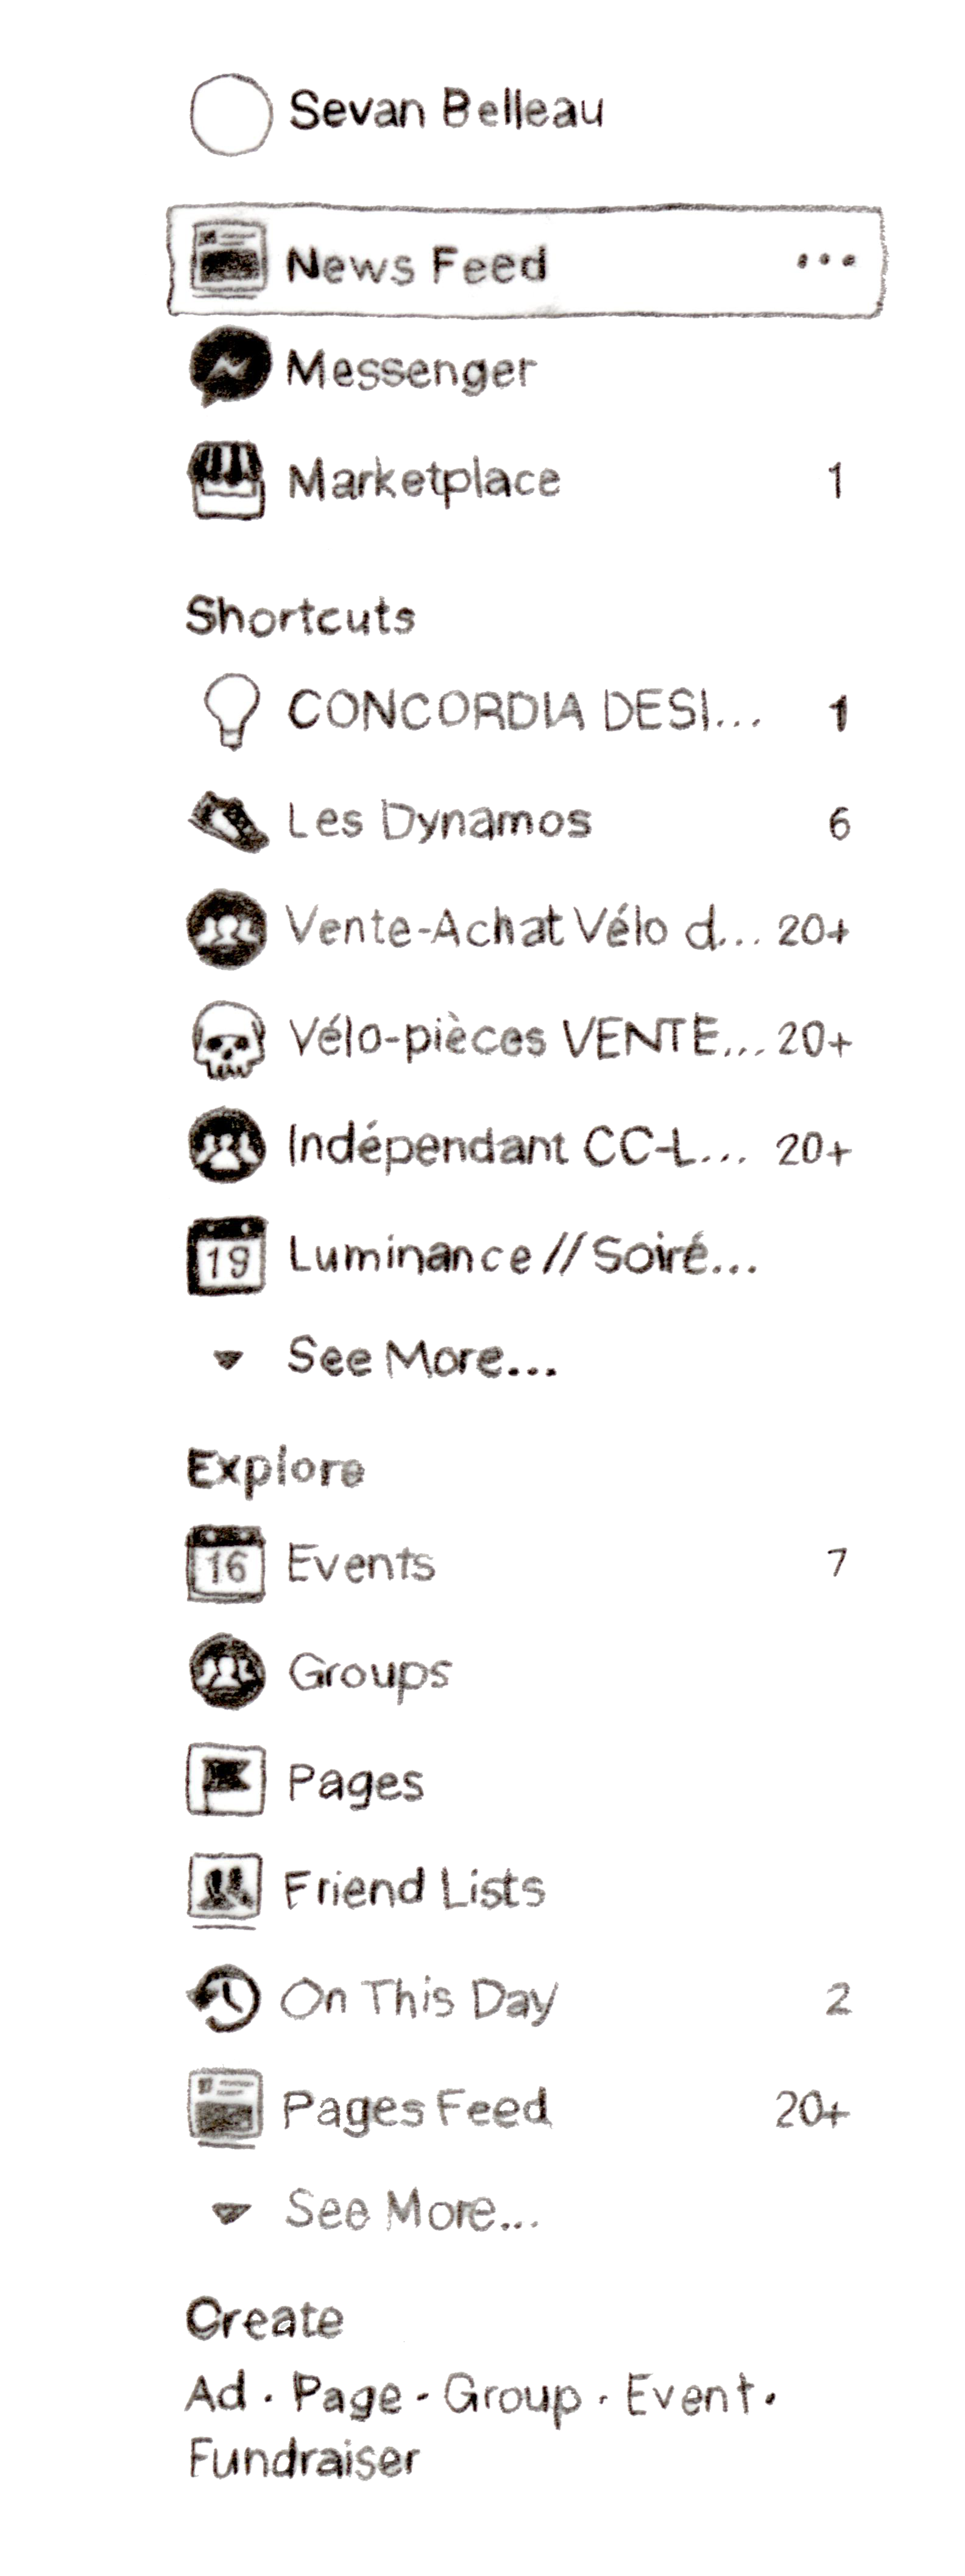 Sevan Belleau
News Feed •••
Messenger
Marketplace 1
Shortcuts
CONCORDIA DESI... 1
Les Dynamos 6
Vente-Achat Vélo d... 20+
Vélo-pièces VENTE... 20+
Indépendant CC-L... 20+
19 Luminance // Soiré...
See More...
Explore
16 Events 7
Groups
Pages
Friend Lists
On This Day 2
Pages Feed 20+
See More...
Create
Ad · Page · Group · Event ·
Fundraiser